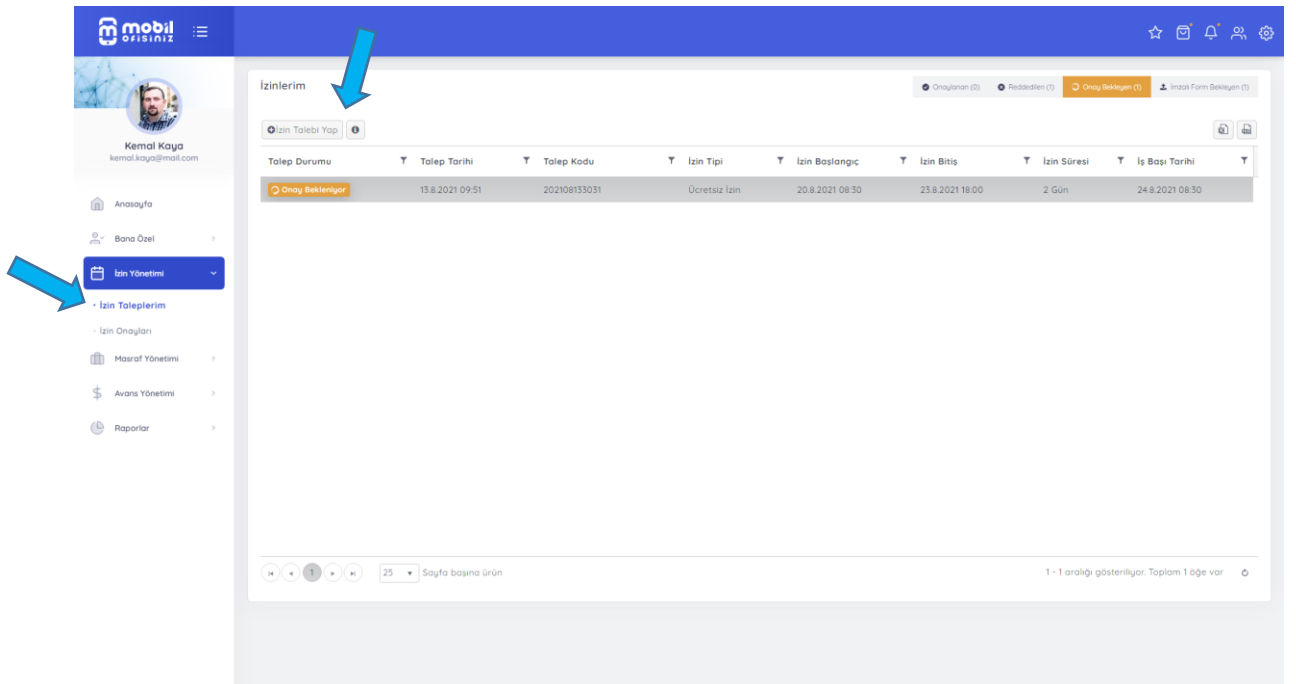 mobil
OFİSİNİZ
Kemal Kaya
kemal.kaya@mail.com
Anasayfa
Bana Özel
İzin Yönetimi
İzin Taleplerim
İzin Onayları
Masraf Yönetimi
Avans Yönetimi
Raporlar
İzinlerim
Onaylanan (0) Reddedilen (1) Onay Bekleyen (1) İmzalı Form Bekleyen (1)
İzin Talebi Yap
Talep Durumu Talep Tarihi Talep Kodu İzin Tipi İzin Başlangıç İzin Bitiş İzin Süresi İş Başı Tarihi
Onay Bekleniyor 13.8.2021 09:51 202108133031 Ücretsiz İzin 20.8.2021 08:30 23.8.2021 18:00 2 Gün 24.8.2021 08:30
1 25 Sayfa başına ürün 1 - 1 aralığı gösteriliyor. Toplam 1 öğe var